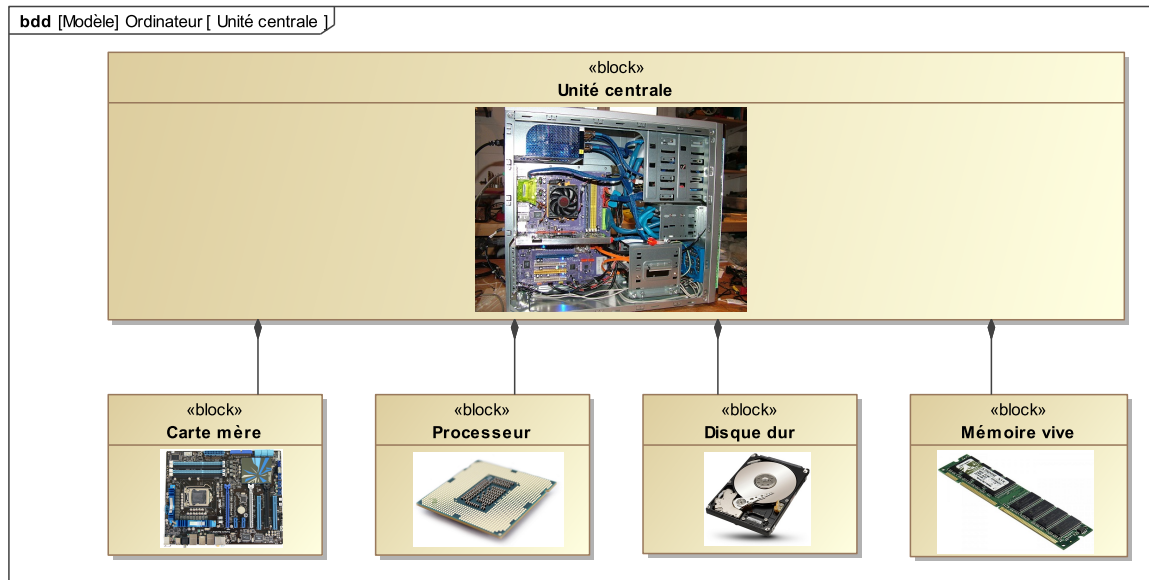 bdd [Modèle] Ordinateur [ Unité centrale ]
«block»
Unité centrale
«block»
Carte mère
«block»
Processeur
«block»
Disque dur
«block»
Mémoire vive